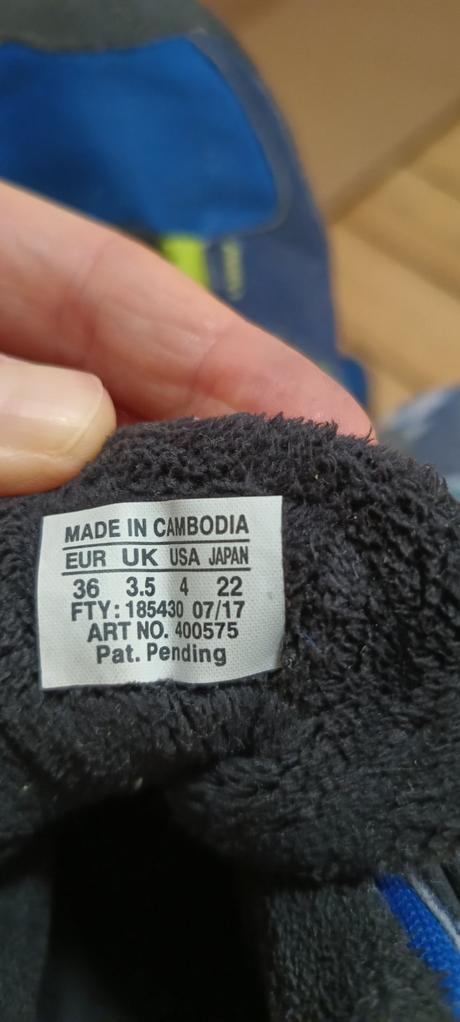 MADE IN CAMBODIA
EUR UK USA JAPAN
36 3.5 4 22
FTY: 185430 07/17
ART NO. 400575
Pat. Pending